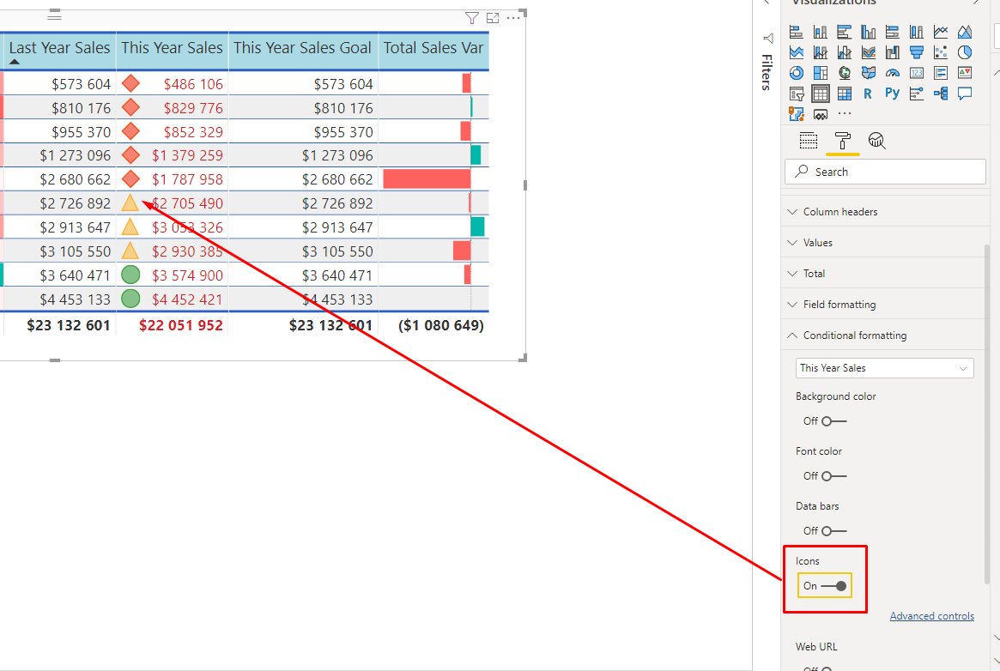 Visualizations
Last Year Sales This Year Sales This Year Sales Goal Total Sales Var
$573 604 $486 106 $573 604
$810 176 $829 776 $810 176
$955 370 $852 329 $955 370
$1 273 096 $1 379 259 $1 273 096
$2 680 662 $1 787 958 $2 680 662
$2 726 892 $2 705 490 $2 726 892
$2 913 647 $3 053 326 $2 913 647
$3 105 550 $2 930 385 $3 105 550
$3 640 471 $3 574 900 $3 640 471
$4 453 133 $4 452 421 $4 453 133
$23 132 601 $22 051 952 $23 132 601 ($1 080 649)
Filters
123
R Py
Search
Column headers
Values
Total
Field formatting
Conditional formatting
This Year Sales
Background color
Off
Font color
Off
Data bars
Off
Icons
On
Advanced controls
Web URL
Off